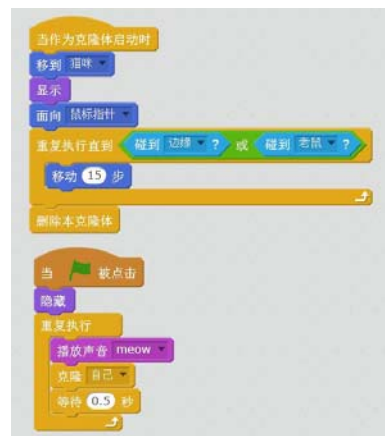 当作为克隆体启动时
移到 猫咪
显示
面向 鼠标指针
重复执行直到 碰到 边缘 ? 或 碰到 老鼠 ?
移动 15 步
删除本克隆体
当 被点击
隐藏
重复执行
播放声音 meow
克隆 自己
等待 0.5 秒